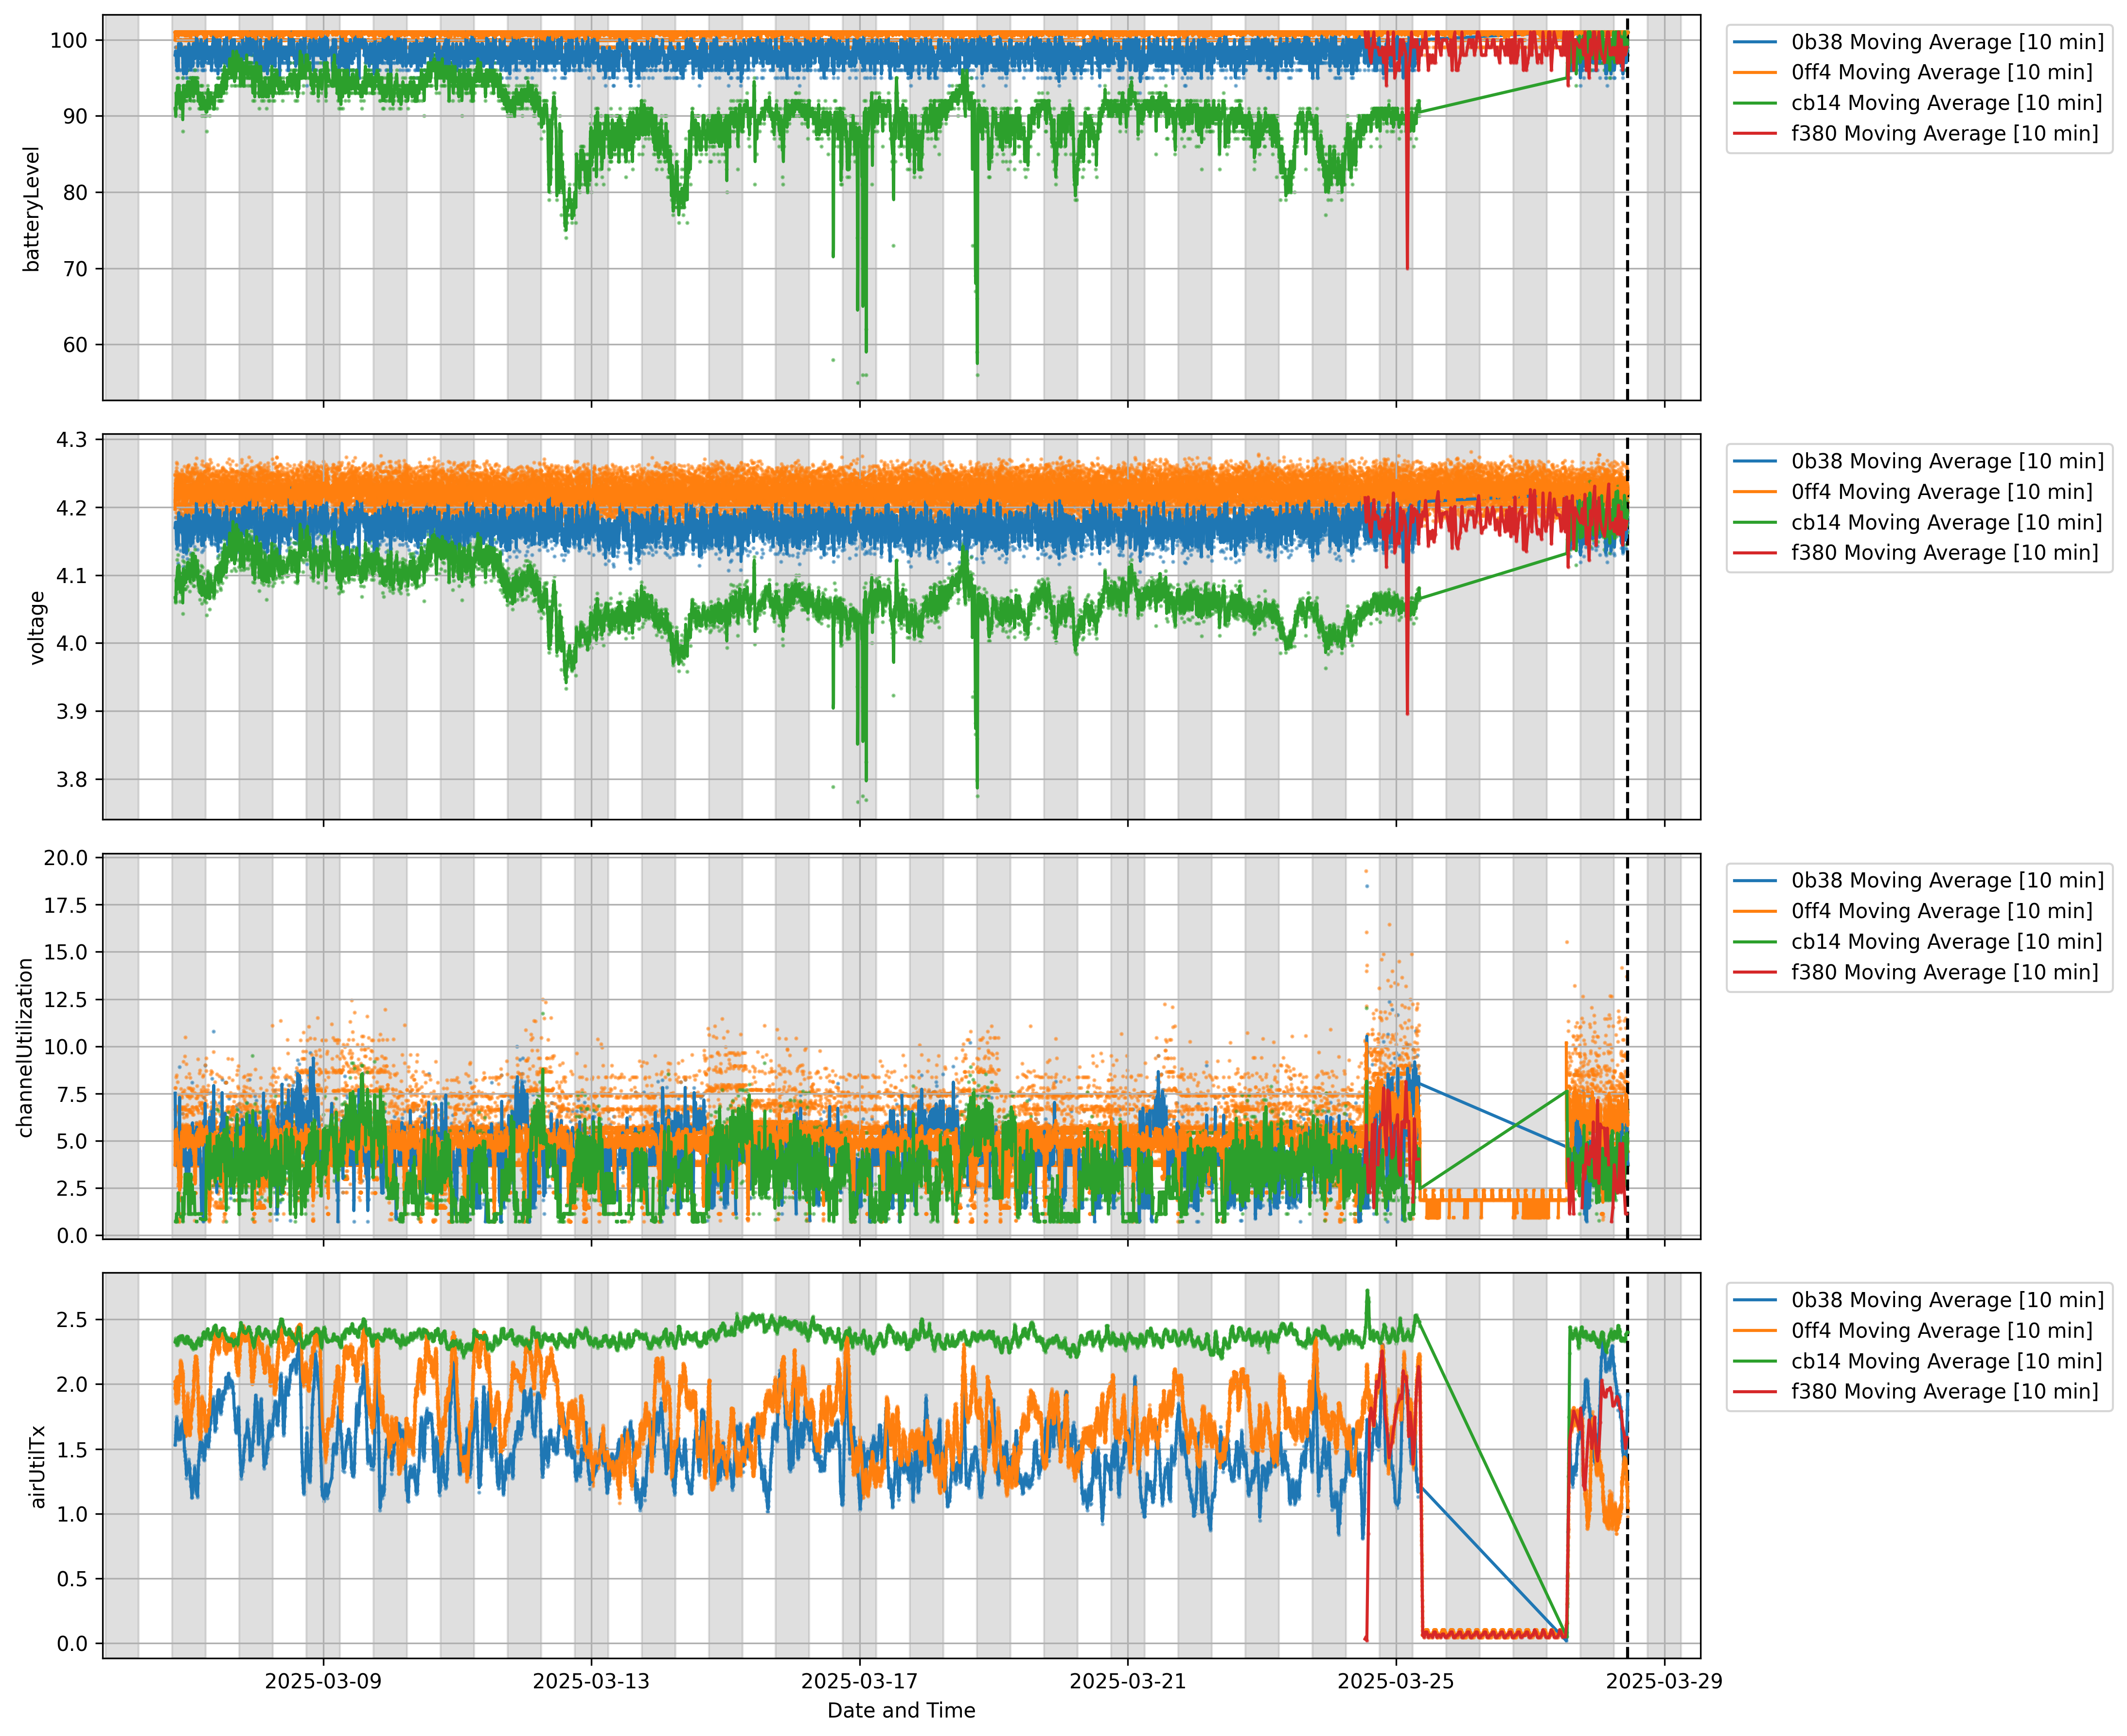 100
90
80
70
60
batteryLevel
0b38 Moving Average [10 min]
0ff4 Moving Average [10 min]
cb14 Moving Average [10 min]
f380 Moving Average [10 min]
4.3
4.2
4.1
4.0
3.9
3.8
voltage
0b38 Moving Average [10 min]
0ff4 Moving Average [10 min]
cb14 Moving Average [10 min]
f380 Moving Average [10 min]
20.0
17.5
15.0
12.5
10.0
7.5
5.0
2.5
0.0
channelUtilization
0b38 Moving Average [10 min]
0ff4 Moving Average [10 min]
cb14 Moving Average [10 min]
f380 Moving Average [10 min]
2.5
2.0
1.5
1.0
0.5
0.0
airUtilTx
0b38 Moving Average [10 min]
0ff4 Moving Average [10 min]
cb14 Moving Average [10 min]
f380 Moving Average [10 min]
2025-03-09 2025-03-13 2025-03-17 2025-03-21 2025-03-25 2025-03-29
Date and Time